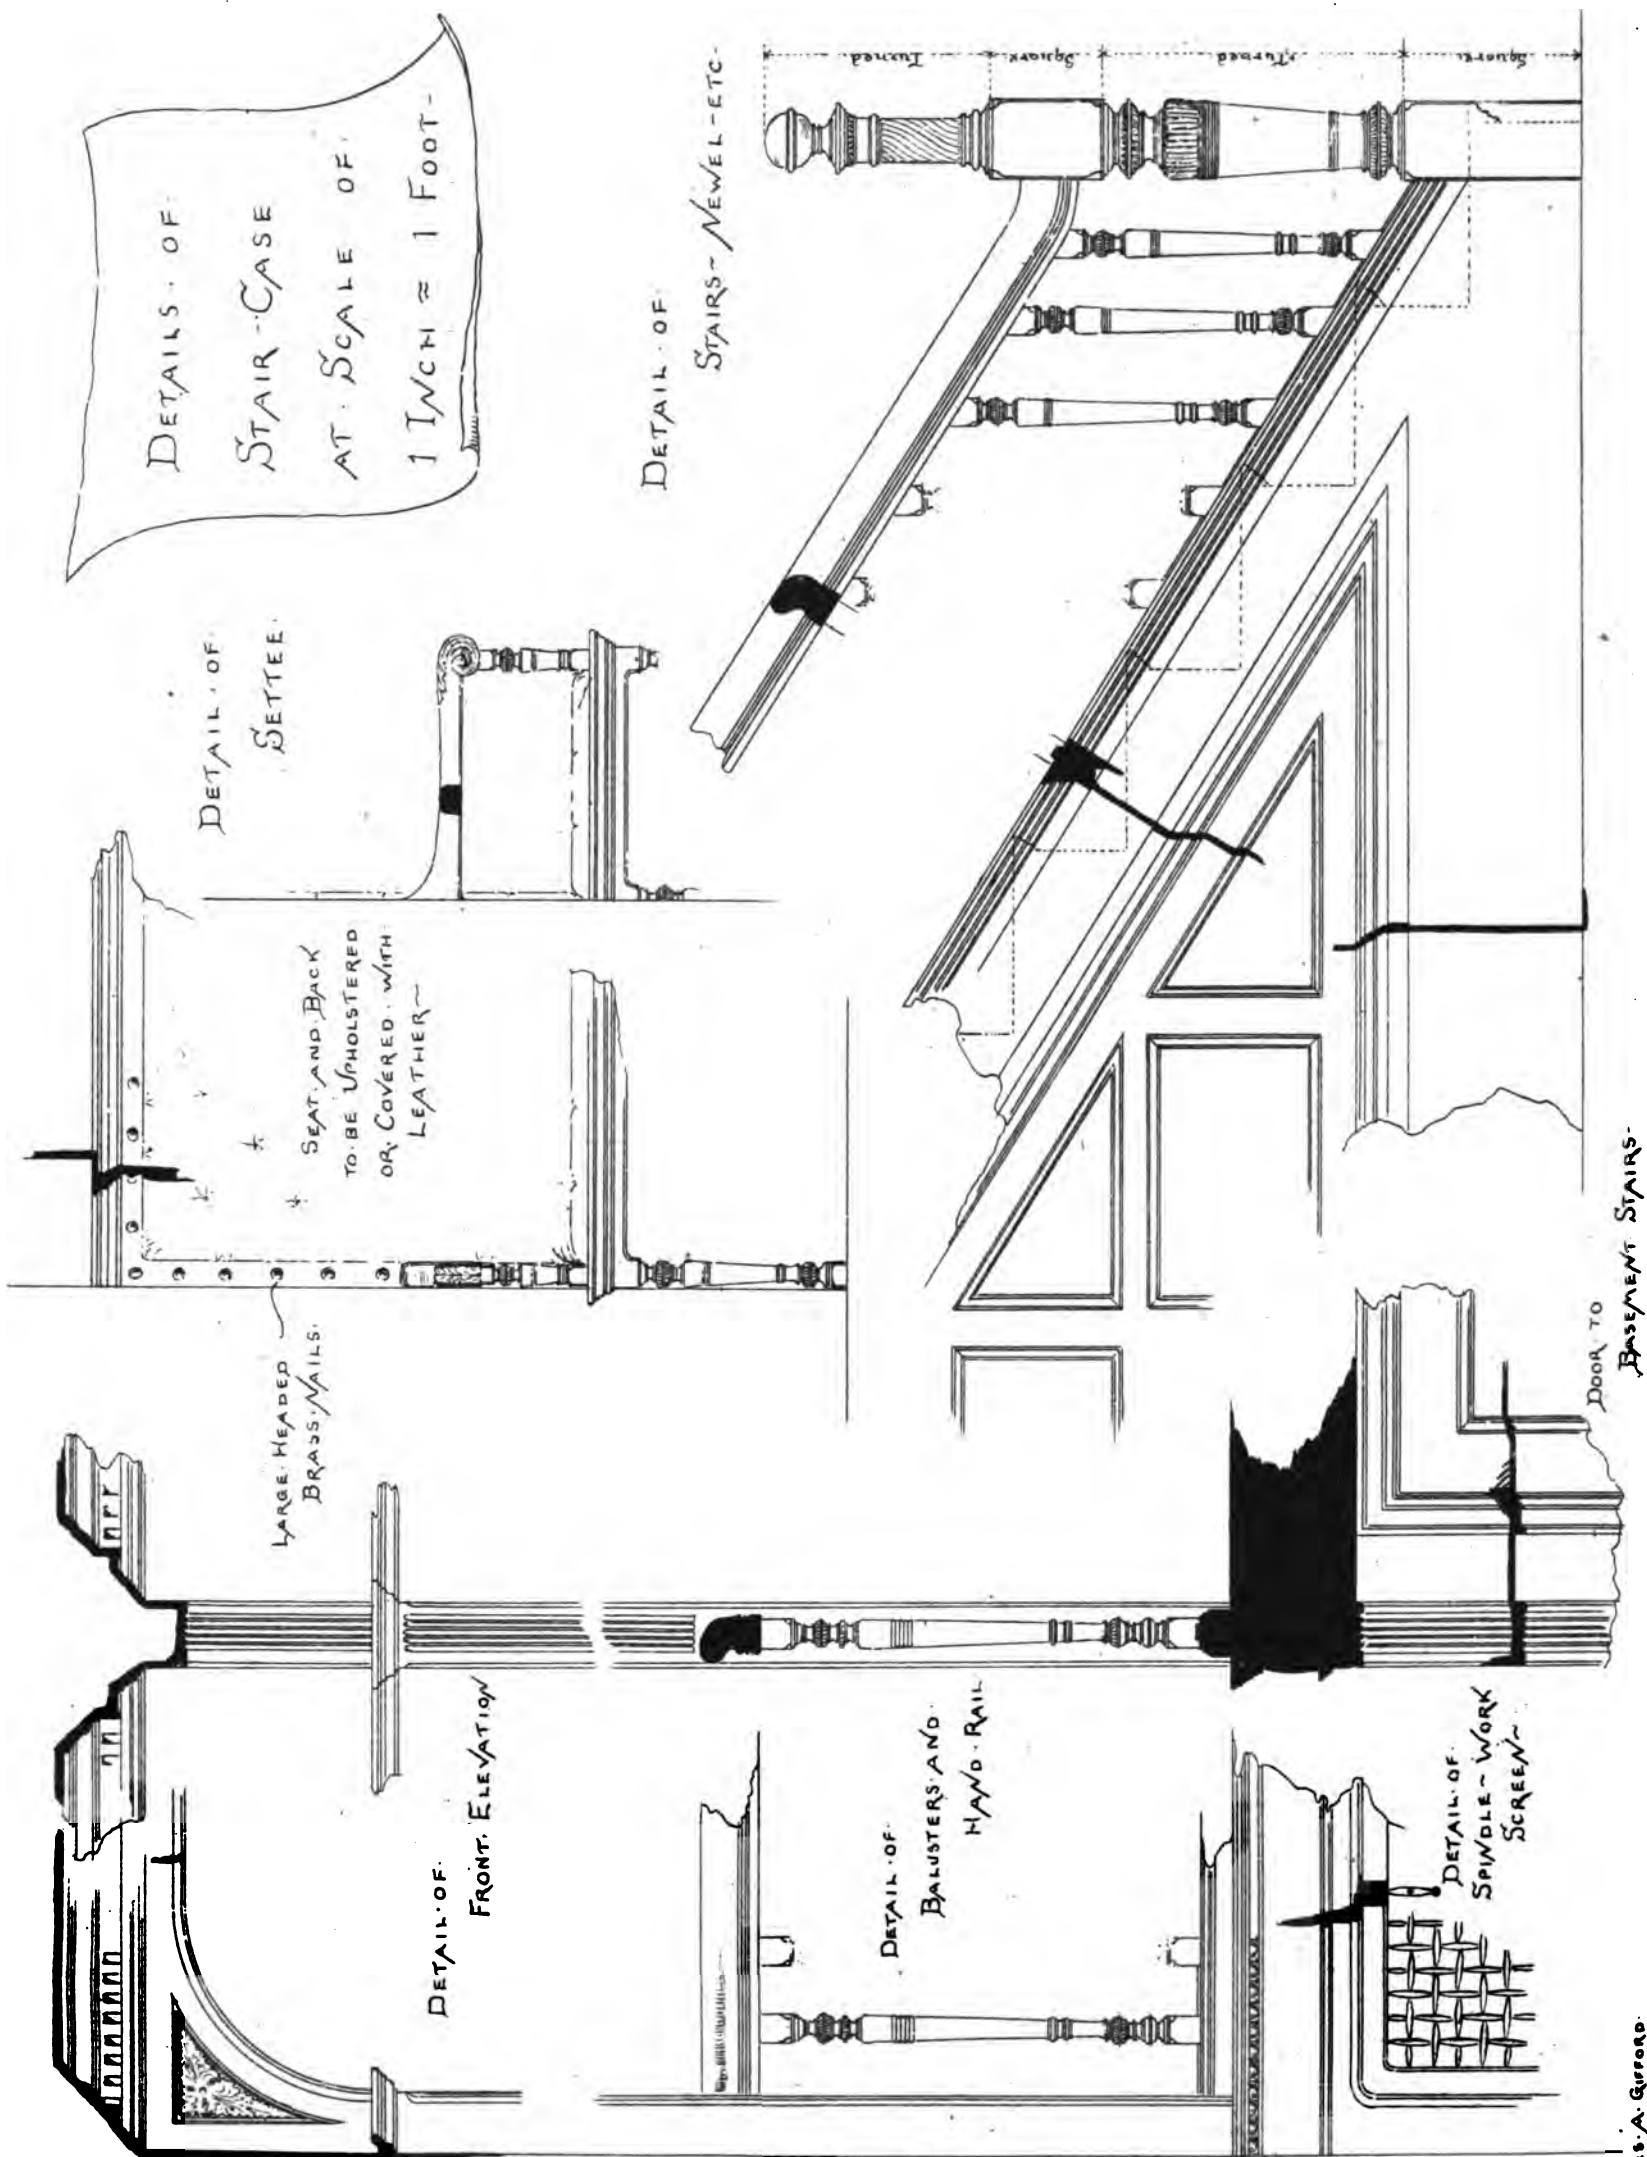 DETAILS. OF.
STAIR-CASE
AT. SCALE OF.
1 INCH = 1 FOOT-
DETAIL. OF.
SETTEE.
DETAIL. OF
STAIRS~ NEWEL-ETC-
Turned
Square
Turned
Square
SEAT. AND. BACK
TO. BE UPHOLSTERED
OR. COVERED. WITH
LEATHER~
LARGE. HEADED
BRASS. NAILS.
DETAIL. OF.
FRONT. ELEVATION
DETAIL. OF.
BALUSTERS. AND.
HAND. RAIL
DETAIL. OF.
SPINDLE~WORK
SCREEN~
DOOR. TO
BASEMENT STAIRS-
A. GIFFORD.